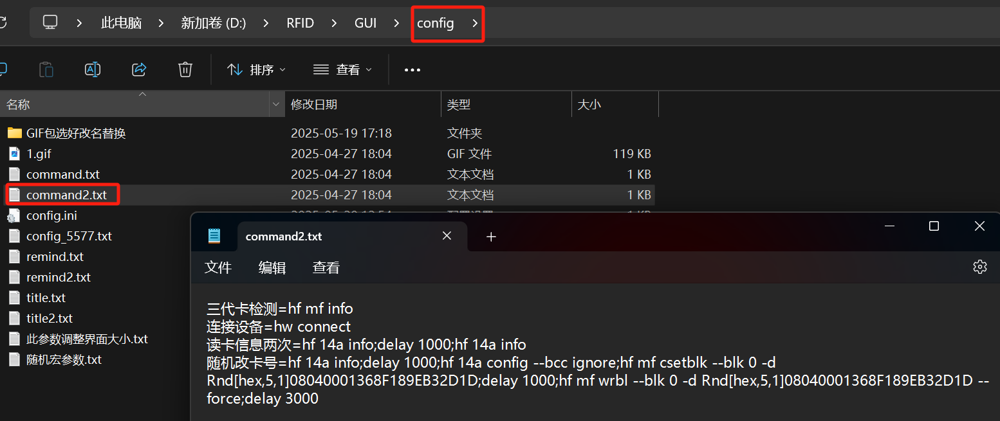 此电脑 > 新加卷 (D:) > RFID > GUI > config >
排序 查看 •••
名称 修改日期 类型 大小
GIF包选好改名替换 2025-05-19 17:18 文件夹
1.gif 2025-04-27 18:04 GIF 文件 119 KB
command.txt 2025-04-27 18:04 文本文档 1 KB
command2.txt 2025-04-27 18:04 文本文档 1 KB
config.ini
config_5577.txt
remind.txt
remind2.txt
title.txt
title2.txt
此参数调整界面大小.txt
随机宏参数.txt
command2.txt
文件 编辑 查看
三代卡检测=hf mf info
连接设备=hw connect
读卡信息两次=hf 14a info;delay 1000;hf 14a info
随机改卡号=hf 14a info;delay 1000;hf 14a config --bcc ignore;hf mf csetblk --blk 0 -d
Rnd[hex,5,1]08040001368F189EB32D1D;delay 1000;hf mf wrbl --blk 0 -d Rnd[hex,5,1]08040001368F189EB32D1D --
force;delay 3000